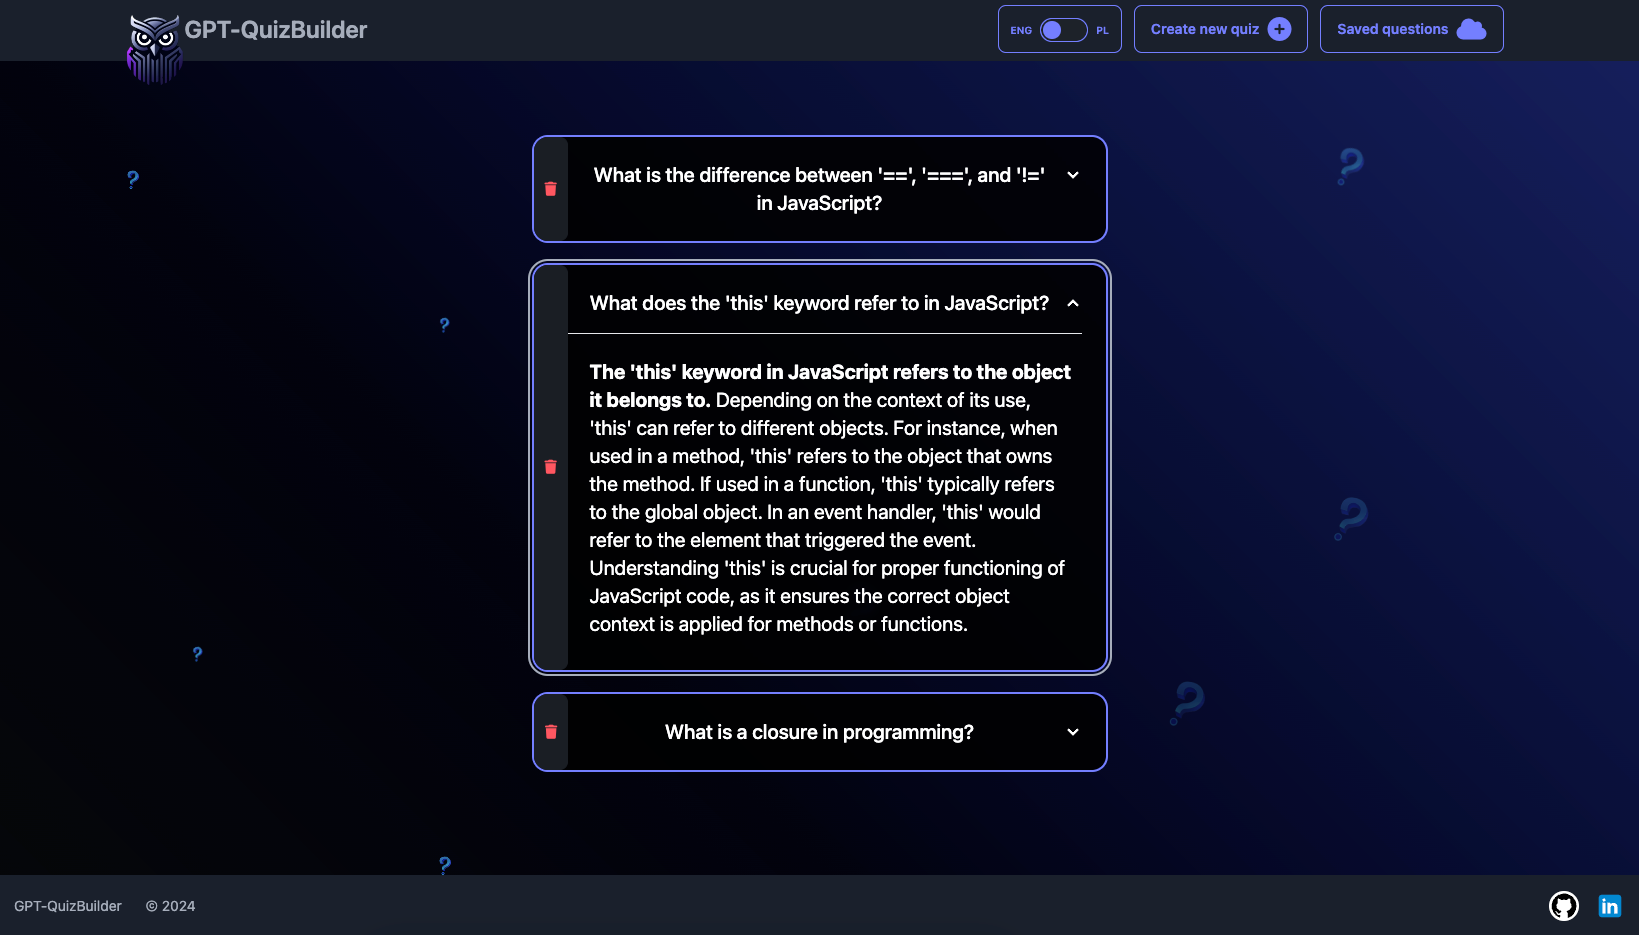 GPT-QuizBuilder
ENG PL
Create new quiz
Saved questions
What is the difference between '==', '===', and '!='
in JavaScript?
What does the 'this' keyword refer to in JavaScript?
The 'this' keyword in JavaScript refers to the object
it belongs to. Depending on the context of its use,
'this' can refer to different objects. For instance, when
used in a method, 'this' refers to the object that owns
the method. If used in a function, 'this' typically refers
to the global object. In an event handler, 'this' would
refer to the element that triggered the event.
Understanding 'this' is crucial for proper functioning of
JavaScript code, as it ensures the correct object
context is applied for methods or functions.
What is a closure in programming?
?
?
?
?
?
?
?
GPT-QuizBuilder © 2024
in